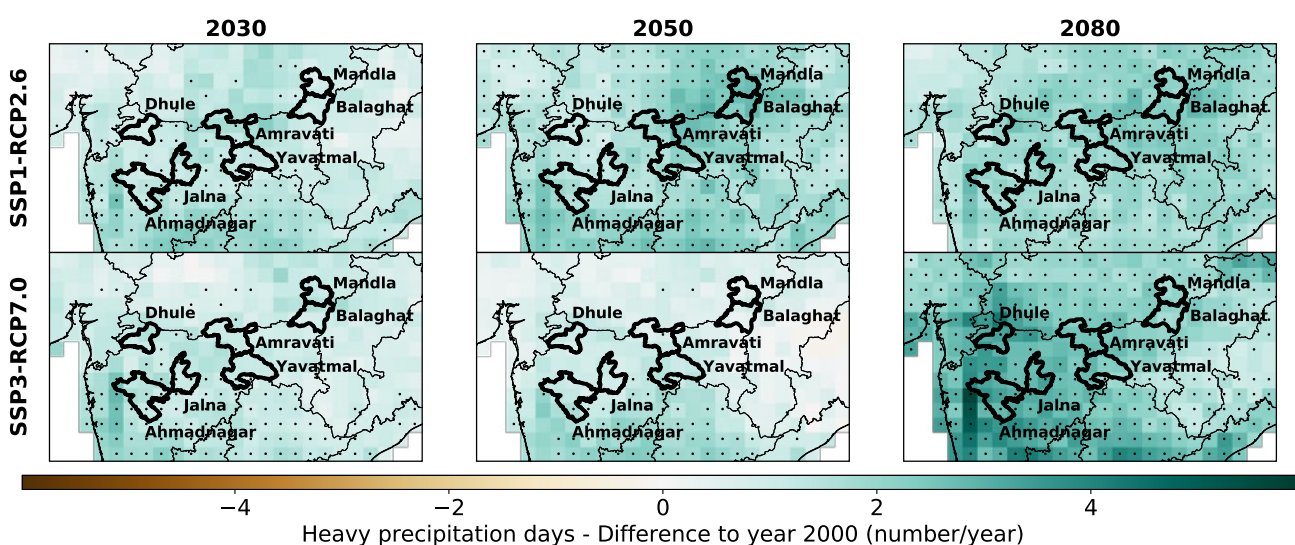 2030 2050 2080
SSP1-RCP2.6
Mandla Mandla Mandla
Dhule Balaghat Dhule Balaghat Dhule Balaghat
Amravati Amravati Amravati
Yavatmal Yavatmal Yavatmal
Jalna Jalna Jalna
Ahmadnagar Ahmadnagar Ahmadnagar
SSP3-RCP7.0
Mandla Mandla Mandla
Dhule Balaghat Dhule Balaghat Dhule Balaghat
Amravati Amravati Amravati
Yavatmal Yavatmal Yavatmal
Jalna Jalna Jalna
Ahmadnagar Ahmadnagar Ahmadnagar
−4 −2 0 2 4
Heavy precipitation days - Difference to year 2000 (number/year)